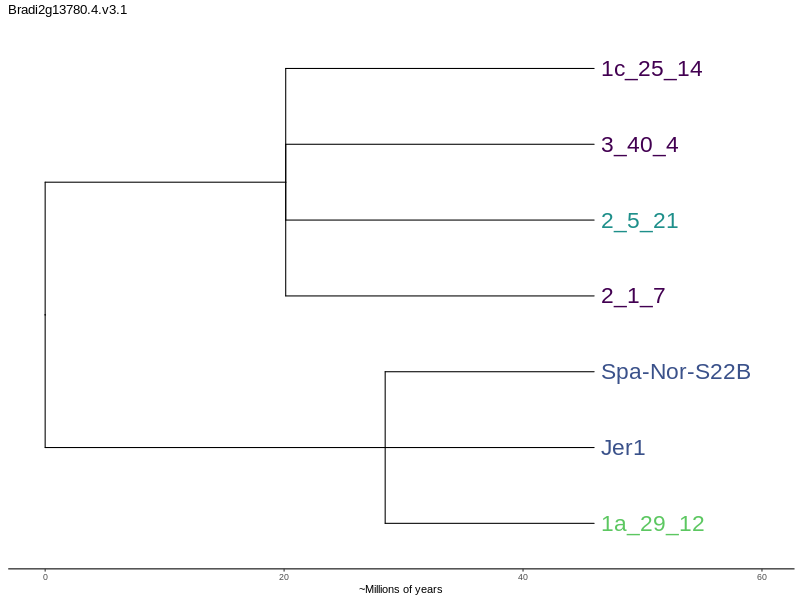 Bradi2g13780.4.v3.1
1c_25_14
3_40_4
2_5_21
2_1_7
Spa-Nor-S22B
Jer1
1a_29_12
0 20 40 60
~Millions of years